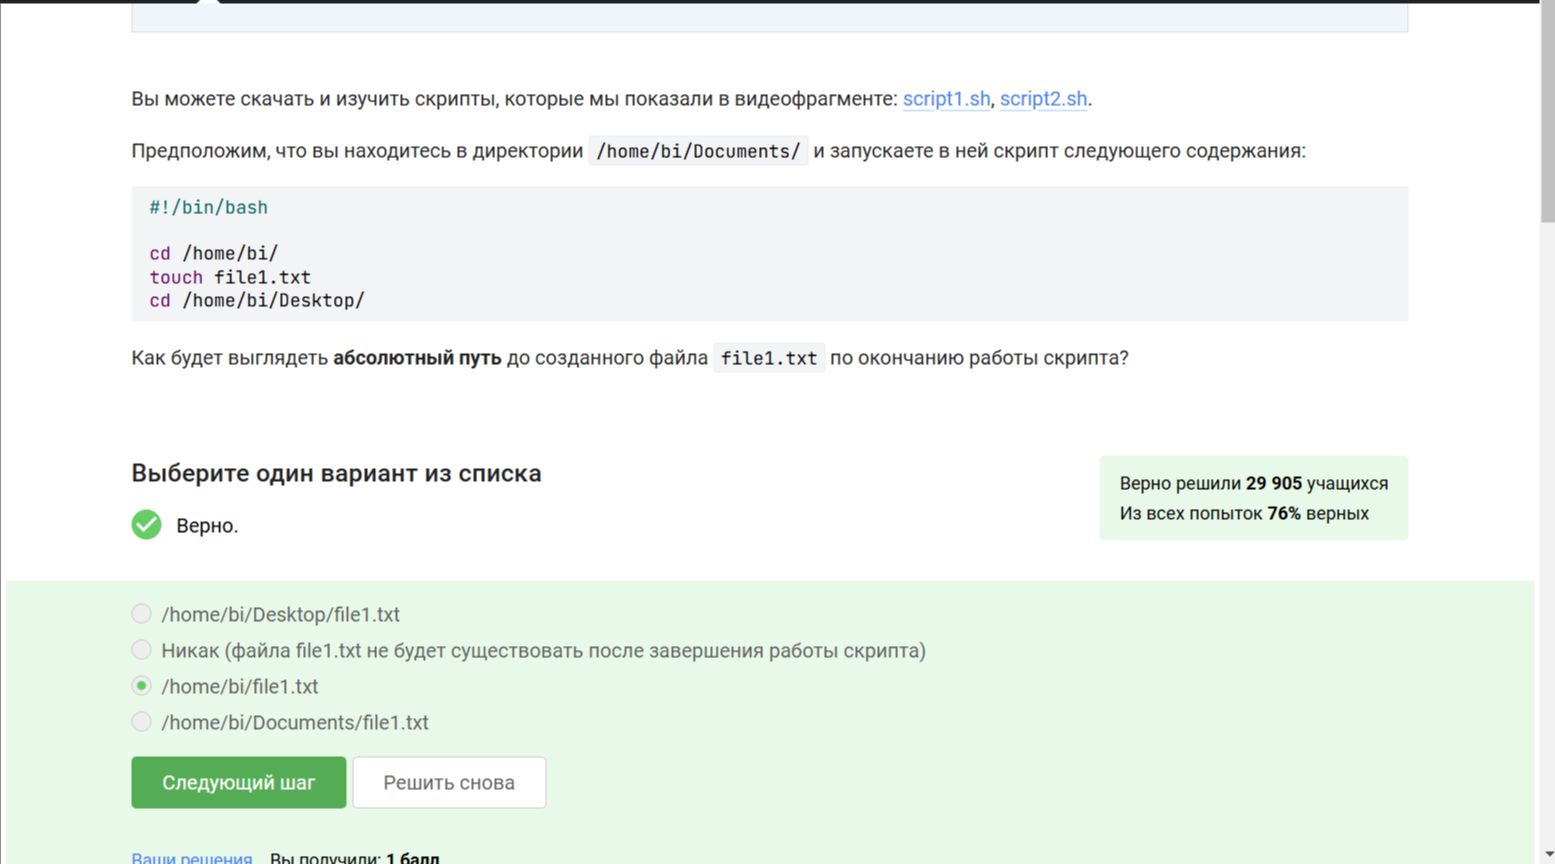 Вы можете скачать и изучить скрипты, которые мы показали в видеофрагменте: script1.sh, script2.sh.
Предположим, что вы находитесь в директории /home/bi/Documents/ и запускаете в ней скрипт следующего содержания:
#!/bin/bash
cd /home/bi/
touch file1.txt
cd /home/bi/Desktop/
Как будет выглядеть абсолютный путь до созданного файла file1.txt по окончанию работы скрипта?
Выберите один вариант из списка
Верно решили 29 905 учащихся
Из всех попыток 76% верных
Верно.
/home/bi/Desktop/file1.txt
Никак (файла file1.txt не будет существовать после завершения работы скрипта)
/home/bi/file1.txt
/home/bi/Documents/file1.txt
Следующий шаг Решить снова
Ваши решения Вы получили: 1 балл